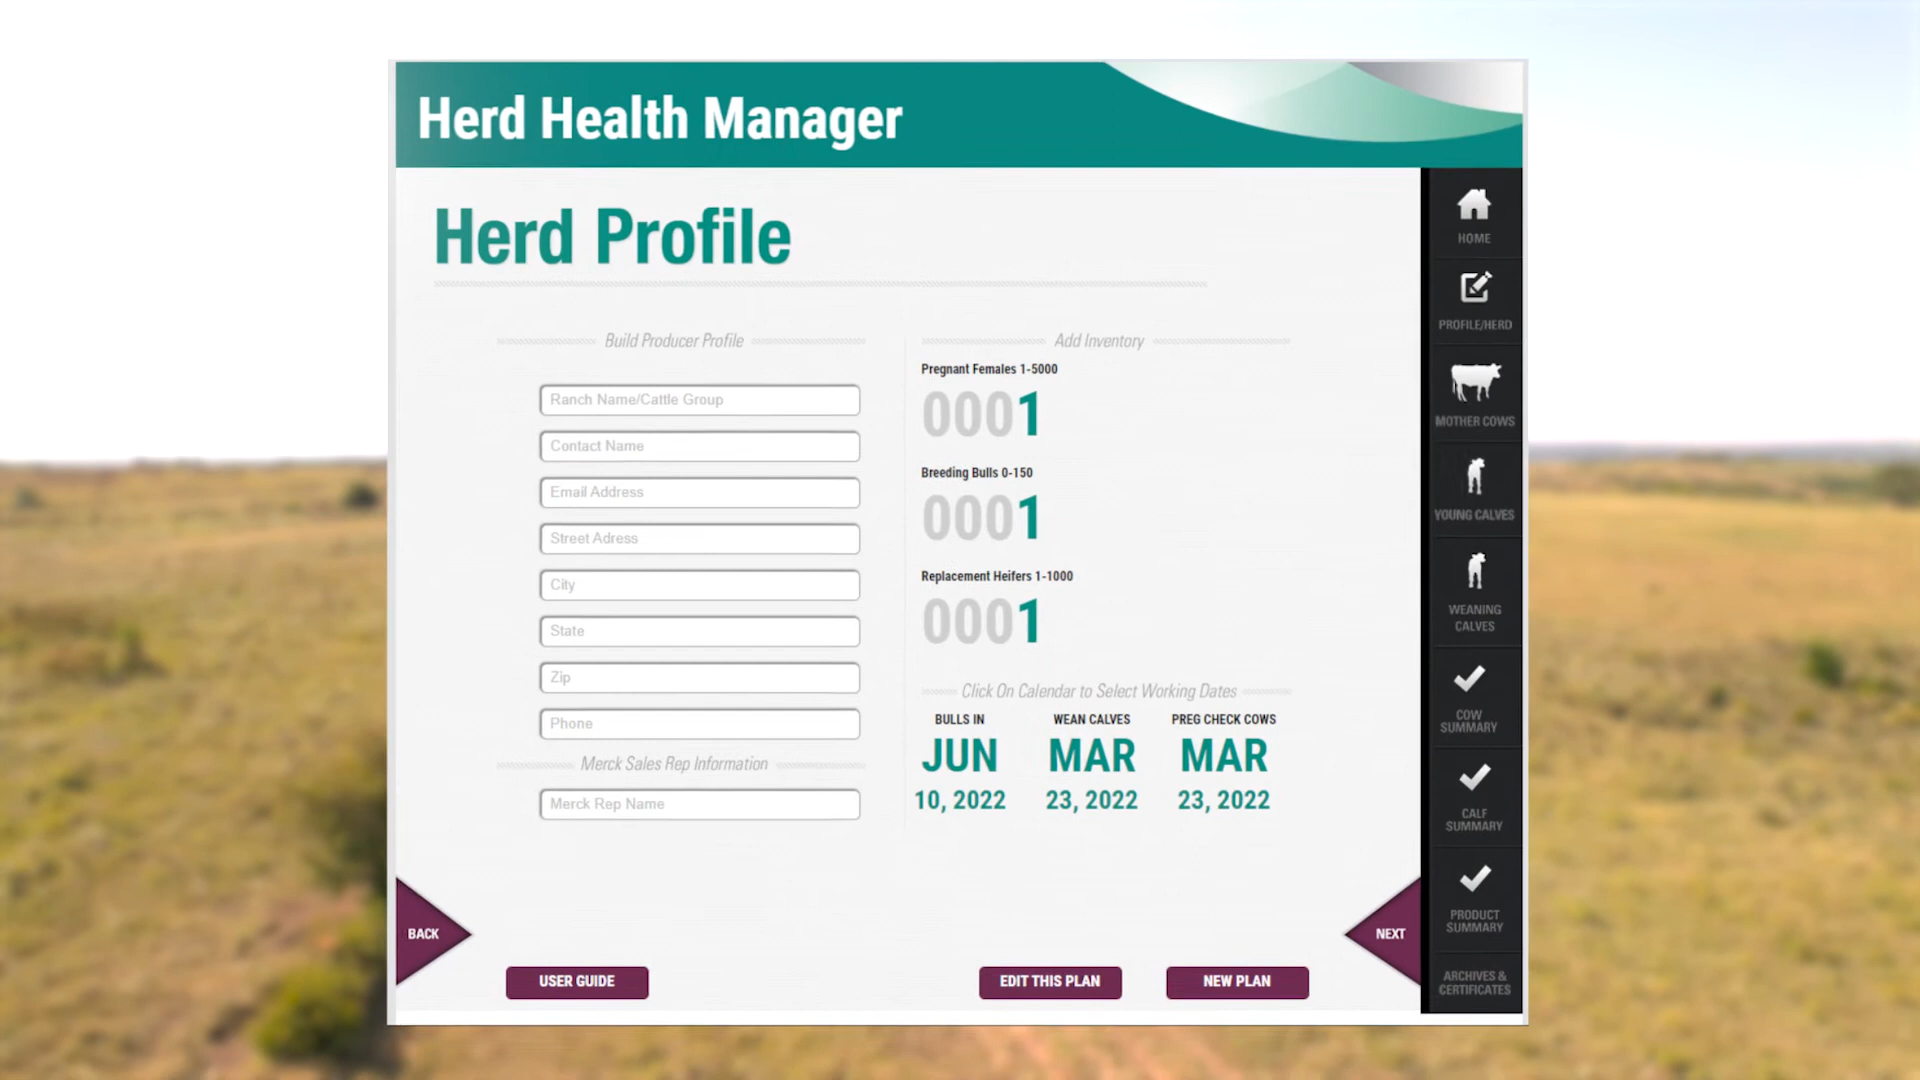 Herd Health Manager
Herd Profile
Build Producer Profile
Ranch Name/Cattle Group
Contact Name
Email Address
Street Adress
City
State
Zip
Phone
Merck Sales Rep Information
Merck Rep Name
Add Inventory
Pregnant Females 1-5000
0001
Breeding Bulls 0-150
0001
Replacement Heifers 1-1000
0001
Click On Calendar to Select Working Dates
BULLS IN
JUN
10, 2022
WEAN CALVES
MAR
23, 2022
PREG CHECK COWS
MAR
23, 2022
BACK
NEXT
USER GUIDE
EDIT THIS PLAN
NEW PLAN
HOME
PROFILE/HERD
MOTHER COWS
YOUNG CALVES
WEANING
CALVES
COW
SUMMARY
CALF
SUMMARY
PRODUCT
SUMMARY
ARCHIVES &
CERTIFICATES